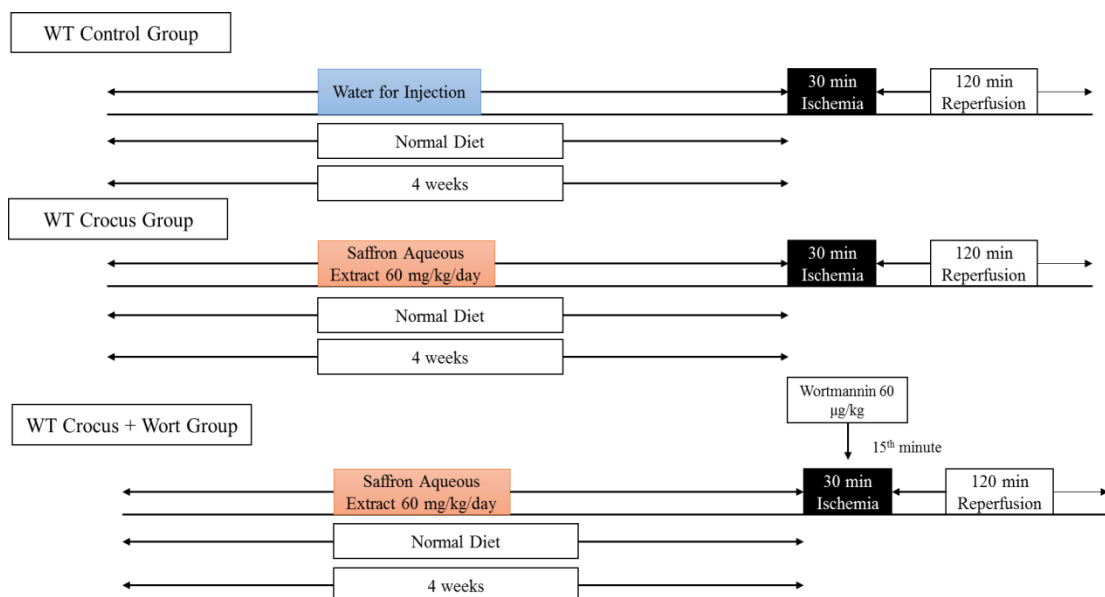 WT Control Group
Water for Injection
30 min
Ischemia
120 min
Reperfusion
Normal Diet
4 weeks
WT Crocus Group
Saffron Aqueous
Extract 60 mg/kg/day
30 min
Ischemia
120 min
Reperfusion
Normal Diet
4 weeks
Wortmannin 60
μg/kg
WT Crocus + Wort Group
15th minute
Saffron Aqueous
Extract 60 mg/kg/day
30 min
Ischemia
120 min
Reperfusion
Normal Diet
4 weeks